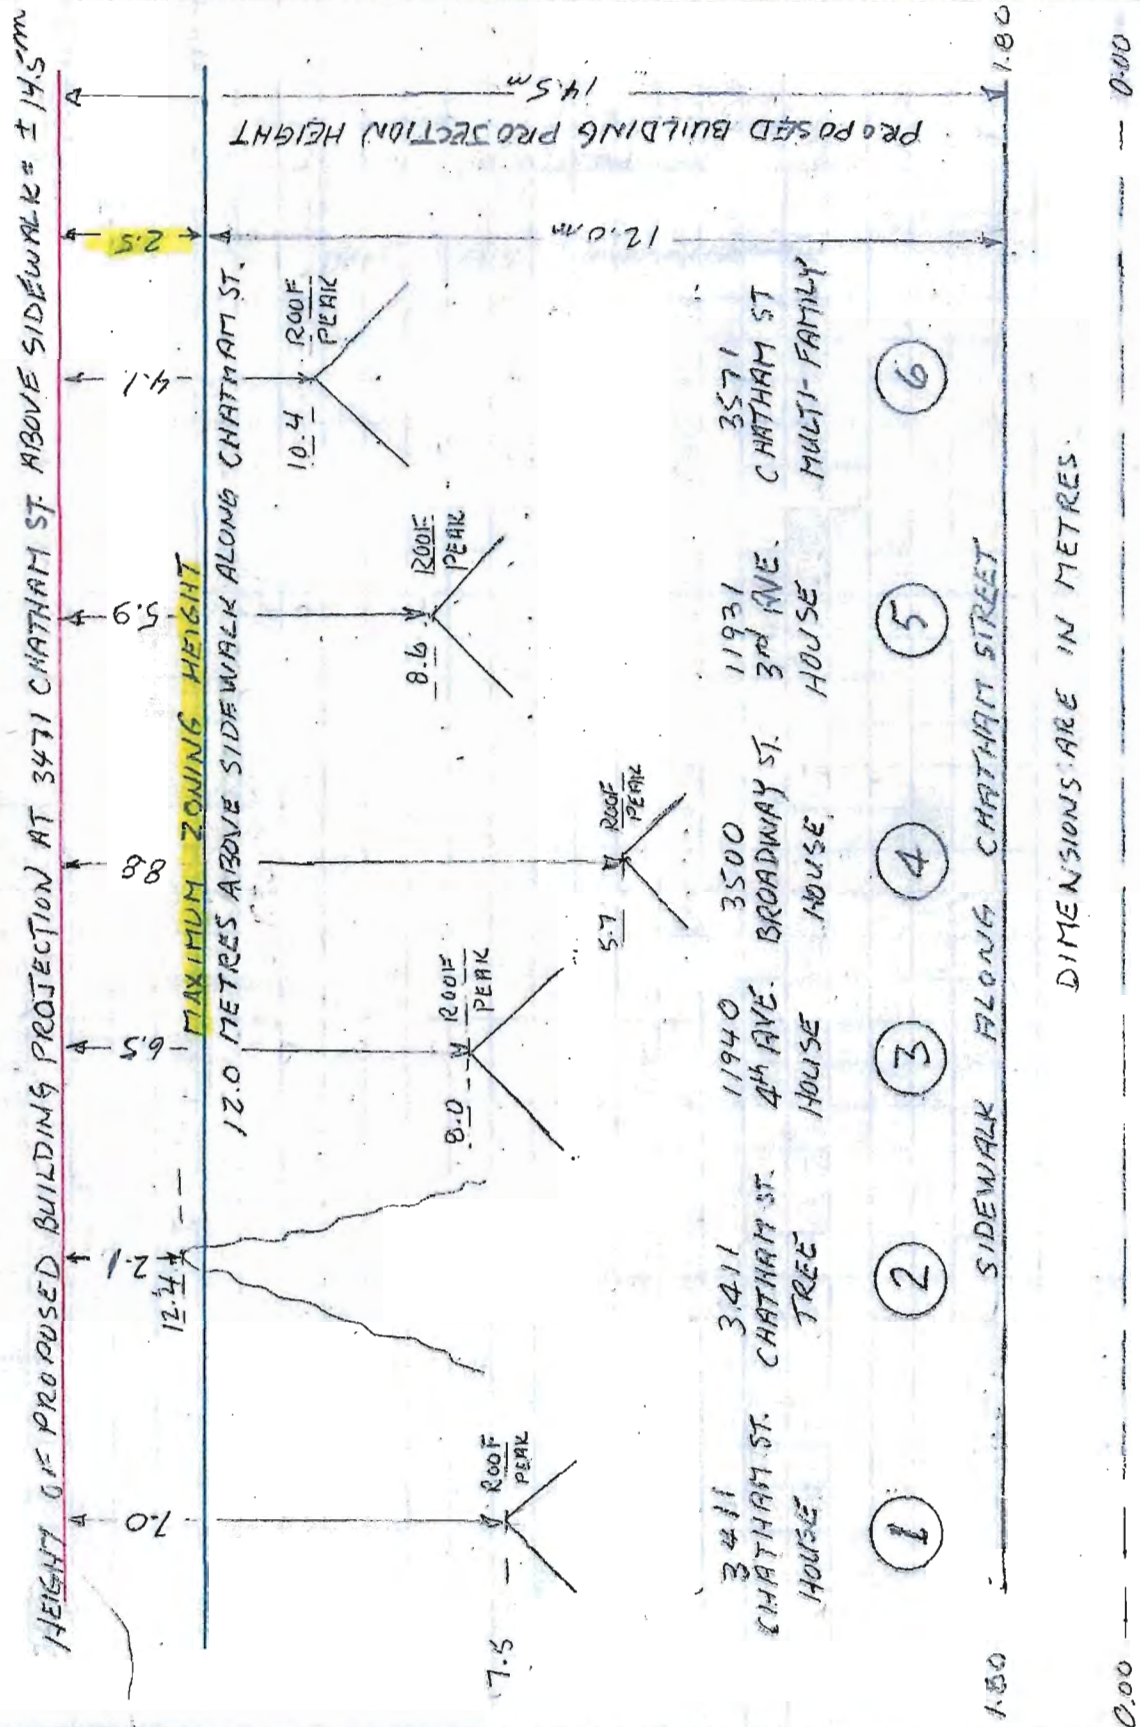 HEIGHT OF PROPOSED BUILDING PROJECTION AT 3471 CHATHAM ST. ABOVE SIDEWALK = ± 14.5m
7.0
2.1
6.5
8.8
5.9
4.1
2.5
12.4
MAXIMUM ZONING HEIGHT
12.0 METRES ABOVE SIDEWALK ALONG CHATHAM ST.
7.5
ROOF
PEAK
8.0
ROOF
PEAK
5.7
ROOF
PEAK
8.6
ROOF
PEAK
10.4
ROOF
PEAK
12.0 m
PROPOSED BUILDING PROJECTION HEIGHT
14.5 m
3411
CHATHAM ST.
HOUSE
1
3411
CHATHAM ST.
TREE
2
11940
4th AVE.
HOUSE
3
3500
BROADWAY ST.
HOUSE
4
11931
3rd AVE.
HOUSE
5
3571
CHATHAM ST
MULTI-FAMILY
6
1.80
SIDEWALK ALONG CHATHAM STREET
1.80
DIMENSIONS ARE IN METRES.
0.00
0.00